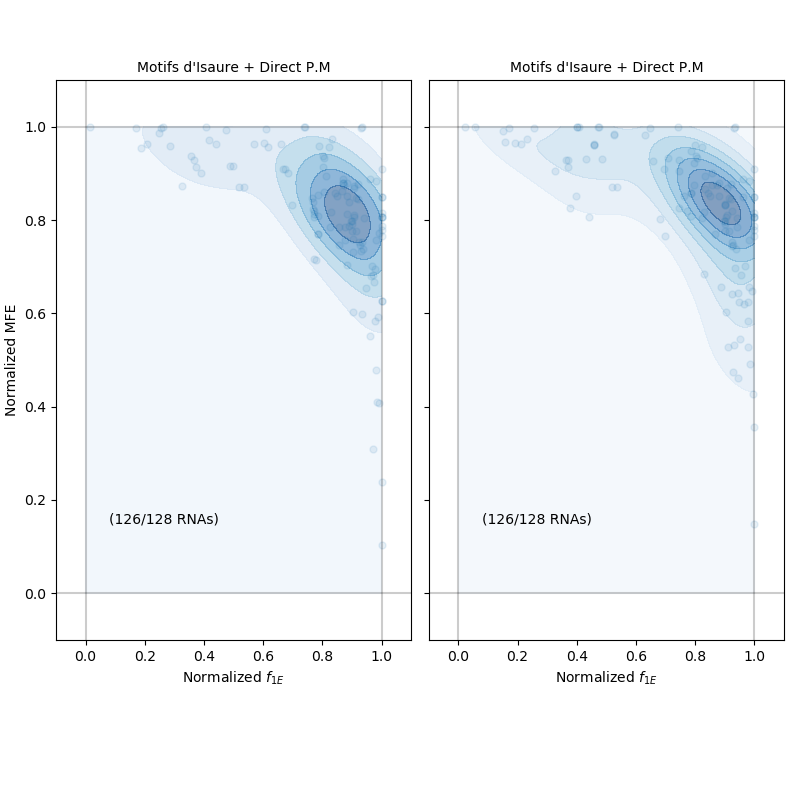 Motifs d'Isaure + Direct P.M
Motifs d'Isaure + Direct P.M
Normalized MFE
1.0
0.8
0.6
0.4
0.2
0.0
(126/128 RNAs)
(126/128 RNAs)
0.0 0.2 0.4 0.6 0.8 1.0
0.0 0.2 0.4 0.6 0.8 1.0
Normalized f1E
Normalized f1E